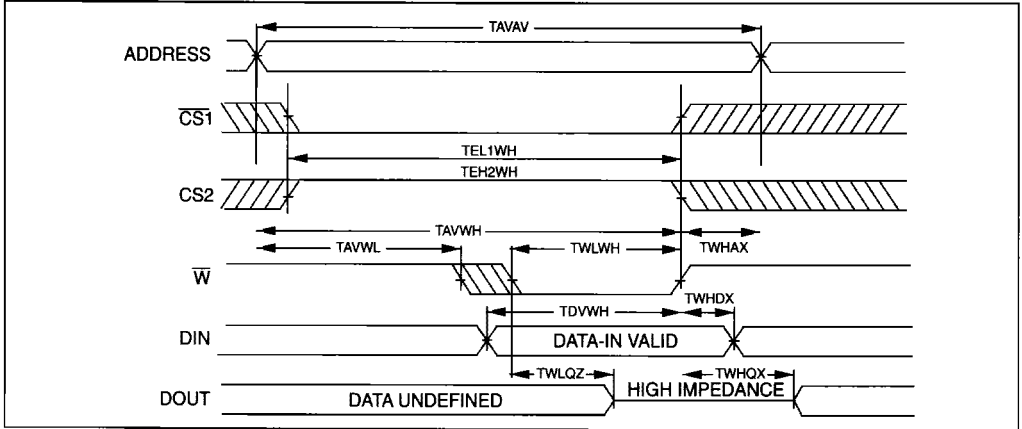 TAVAV
ADDRESS
CS1
TEL1WH
TEH2WH
CS2
TAVWH
TAVWL
TWLWH
TWHAX
W
TDVWH
TWHDX
DIN
DATA-IN VALID
TWLQZ
TWHQX
DOUT
DATA UNDEFINED
HIGH IMPEDANCE